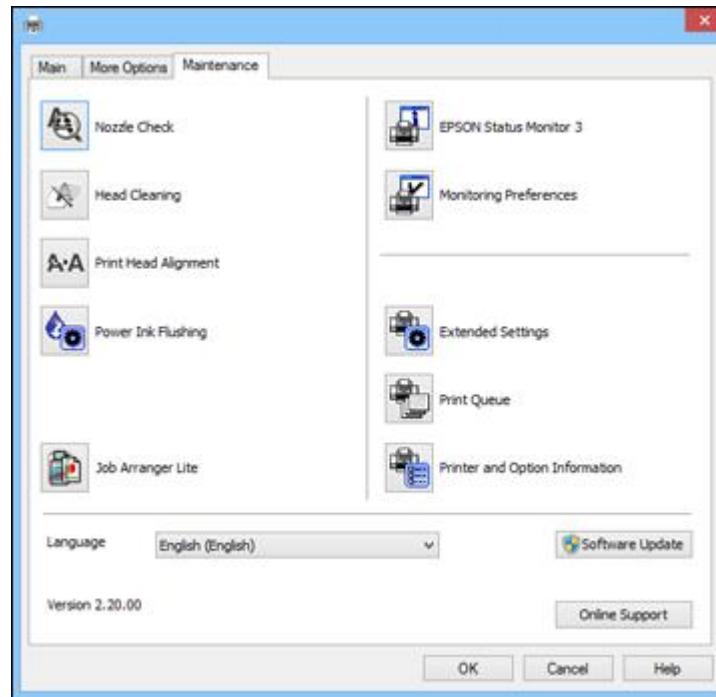 Main More Options Maintenance
Nozzle Check
Head Cleaning
A·A Print Head Alignment
Power Ink Flushing
Job Arranger Lite
EPSON Status Monitor 3
Monitoring Preferences
Extended Settings
Print Queue
Printer and Option Information
Language English (English) Software Update
Version 2.20.00
Online Support
OK Cancel Help